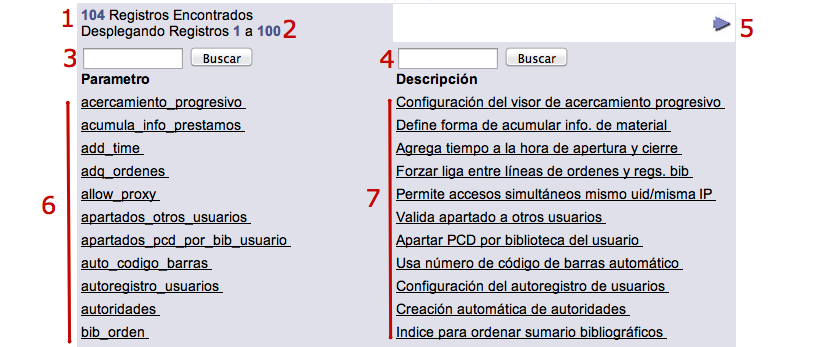 1 104 Registros Encontrados
Desplegando Registros 1 a 100 2
5
3 Buscar 4 Buscar
Parametro Descripción
acercamiento_progresivo Configuración del visor de acercamiento progresivo
acumula_info_prestamos Define forma de acumular info. de material
add_time Agrega tiempo a la hora de apertura y cierre
adq_ordenes Forzar liga entre líneas de ordenes y regs. bib
allow_proxy Permite accesos simultáneos mismo uid/misma IP
6 apartados_otros_usuarios 7 Valida apartado a otros usuarios
apartados_pcd_por_bib_usuario Apartar PCD por biblioteca del usuario
auto_codigo_barras Usa número de código de barras automático
autoregistro_usuarios Configuración del autoregistro de usuarios
autoridades Creación automática de autoridades
bib_orden Indice para ordenar sumario bibliográficos